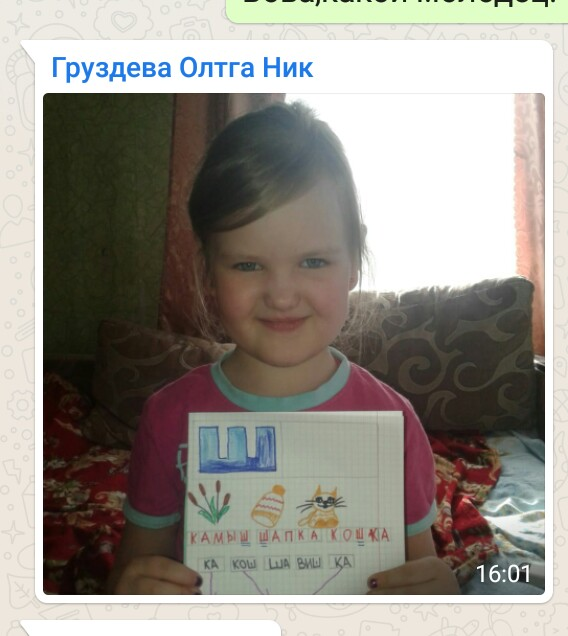 Вова,какой молодец.
Груздева Олтга Ник
Ш
КАМЫШ ШАПКА КОШКА
КА КОШ ША ВИШ КА
16:01